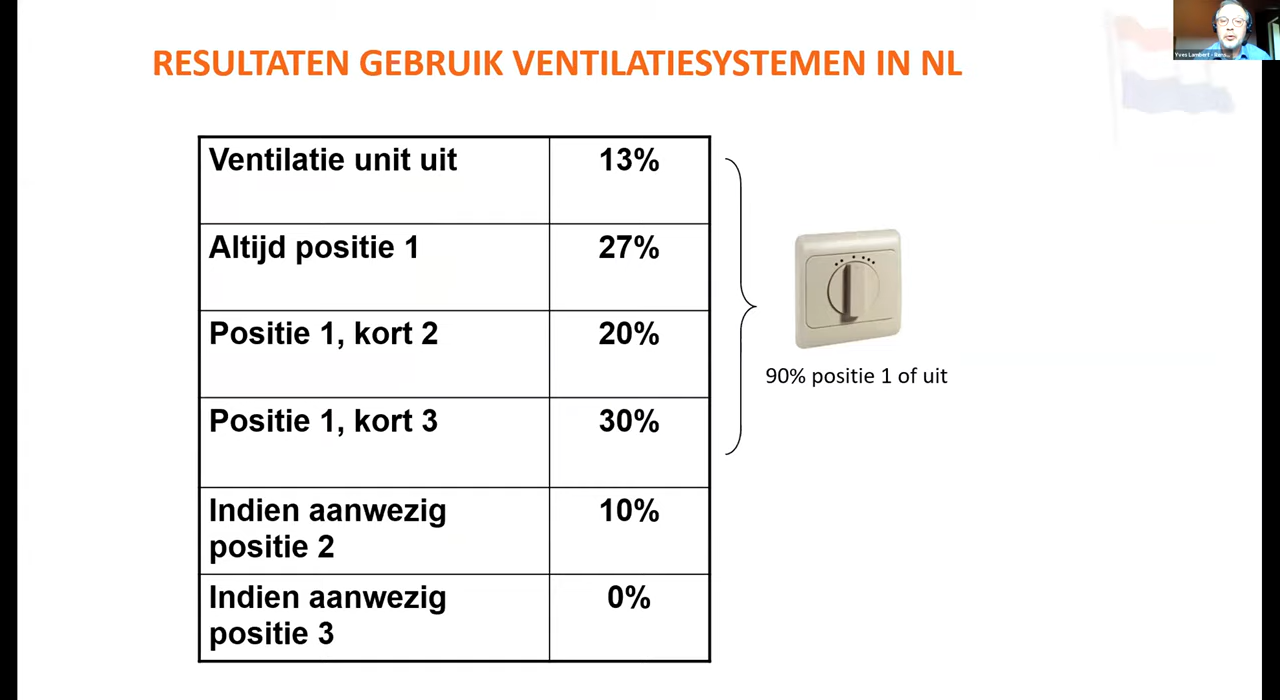 RESULTATEN GEBRUIK VENTILATIESYSTEMEN IN NL
Yves Lambert
Ventilatie unit uit 13%
Altijd positie 1 27%
Positie 1, kort 2 20%
Positie 1, kort 3 30%
90% positie 1 of uit
Indien aanwezig 10%
positie 2
Indien aanwezig 0%
positie 3